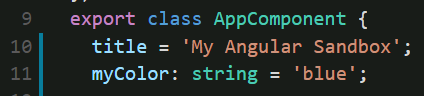 9 export class AppComponent {
10 title = 'My Angular Sandbox';
11 myColor: string = 'blue';